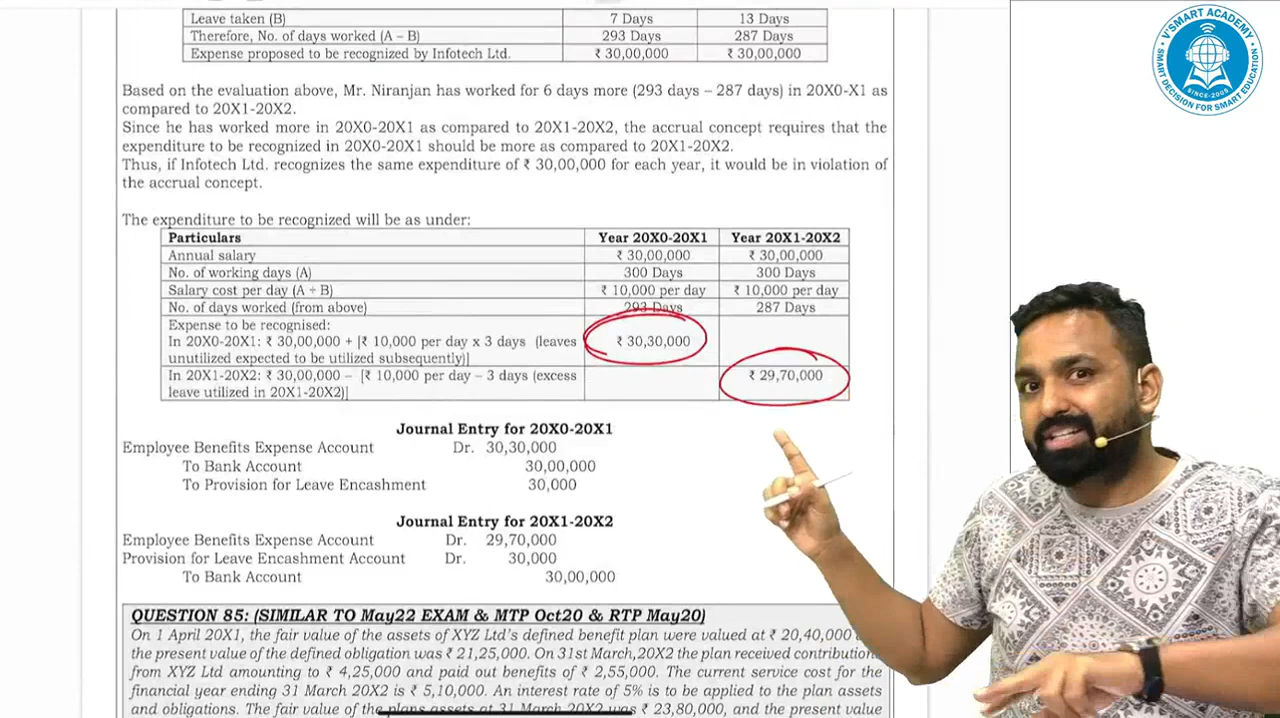 Leave taken (B) 7 Days 13 Days
Therefore, No. of days worked (A – B) 293 Days 287 Days
Expense proposed to be recognized by Infotech Ltd. ₹ 30,00,000 ₹ 30,00,000
Based on the evaluation above, Mr. Niranjan has worked for 6 days more (293 days – 287 days) in 20X0-X1 as
compared to 20X1-20X2.
Since he has worked more in 20X0-20X1 as compared to 20X1-20X2, the accrual concept requires that the
expenditure to be recognized in 20X0-20X1 should be more as compared to 20X1-20X2.
Thus, if Infotech Ltd. recognizes the same expenditure of ₹ 30,00,000 for each year, it would be in violation of
the accrual concept.
The expenditure to be recognized will be as under:
Particulars Year 20X0-20X1 Year 20X1-20X2
Annual salary ₹ 30,00,000 ₹ 30,00,000
No. of working days (A) 300 Days 300 Days
Salary cost per day (A ÷ B) ₹ 10,000 per day ₹ 10,000 per day
No. of days worked (from above) 293 Days 287 Days
Expense to be recognised:
In 20X0-20X1: ₹ 30,00,000 + [₹ 10,000 per day x 3 days (leaves ₹ 30,30,000
unutilized expected to be utilized subsequently)]
In 20X1-20X2: ₹ 30,00,000 – [₹ 10,000 per day – 3 days (excess ₹ 29,70,000
leave utilized in 20X1-20X2)]
Journal Entry for 20X0-20X1
Employee Benefits Expense Account Dr. 30,30,000
To Bank Account 30,00,000
To Provision for Leave Encashment 30,000
Journal Entry for 20X1-20X2
Employee Benefits Expense Account Dr. 29,70,000
Provision for Leave Encashment Account Dr. 30,000
To Bank Account 30,00,000
QUESTION 85: (SIMILAR TO May22 EXAM & MTP Oct20 & RTP May20)
On 1 April 20X1, the fair value of the assets of XYZ Ltd's defined benefit plan were valued at ₹ 20,40,000
the present value of the defined obligation was ₹ 21,25,000. On 31st March,20X2 the plan received contribution
from XYZ Ltd amounting to ₹ 4,25,000 and paid out benefits of ₹ 2,55,000. The current service cost for the
financial year ending 31 March 20X2 is ₹ 5,10,000. An interest rate of 5% is to be applied to the plan assets
and obligations. The fair value of the plans assets at 31 March 20X2 was ₹ 23,80,000, and the present value
V'SMART ACADEMY
SINCE-2005
SMART DECISION FOR SMART EDUCATION